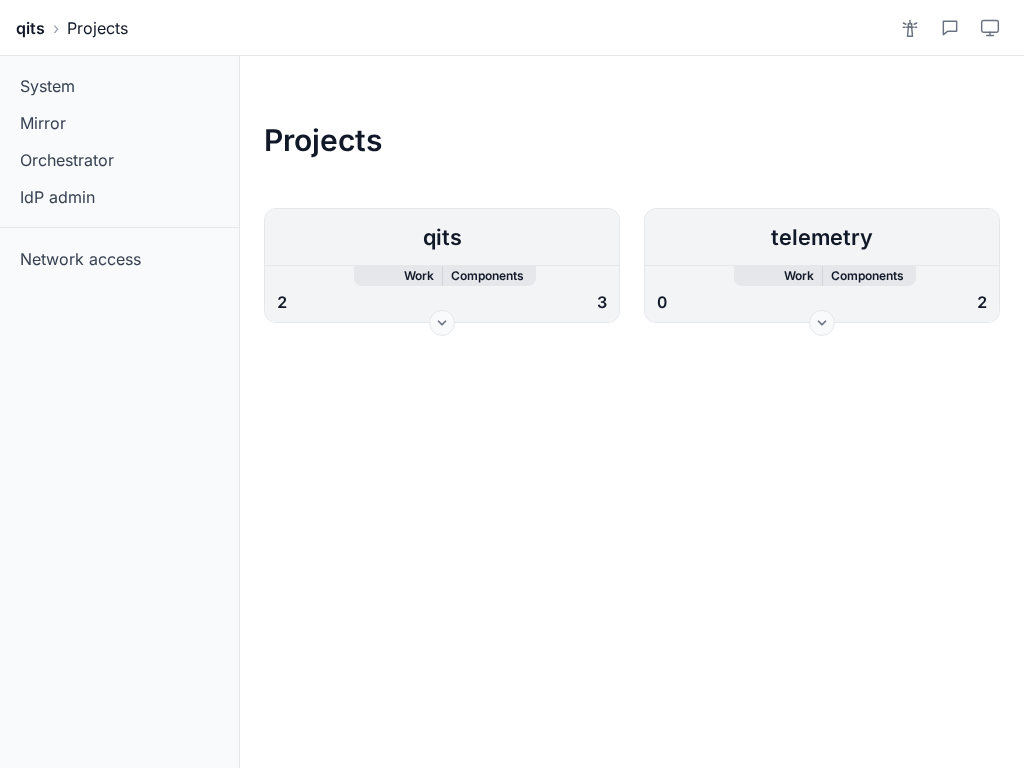 qits › Projects
System
Mirror
Orchestrator
IdP admin
Network access
Projects
qits
Work Components
2 3
telemetry
Work Components
0 2